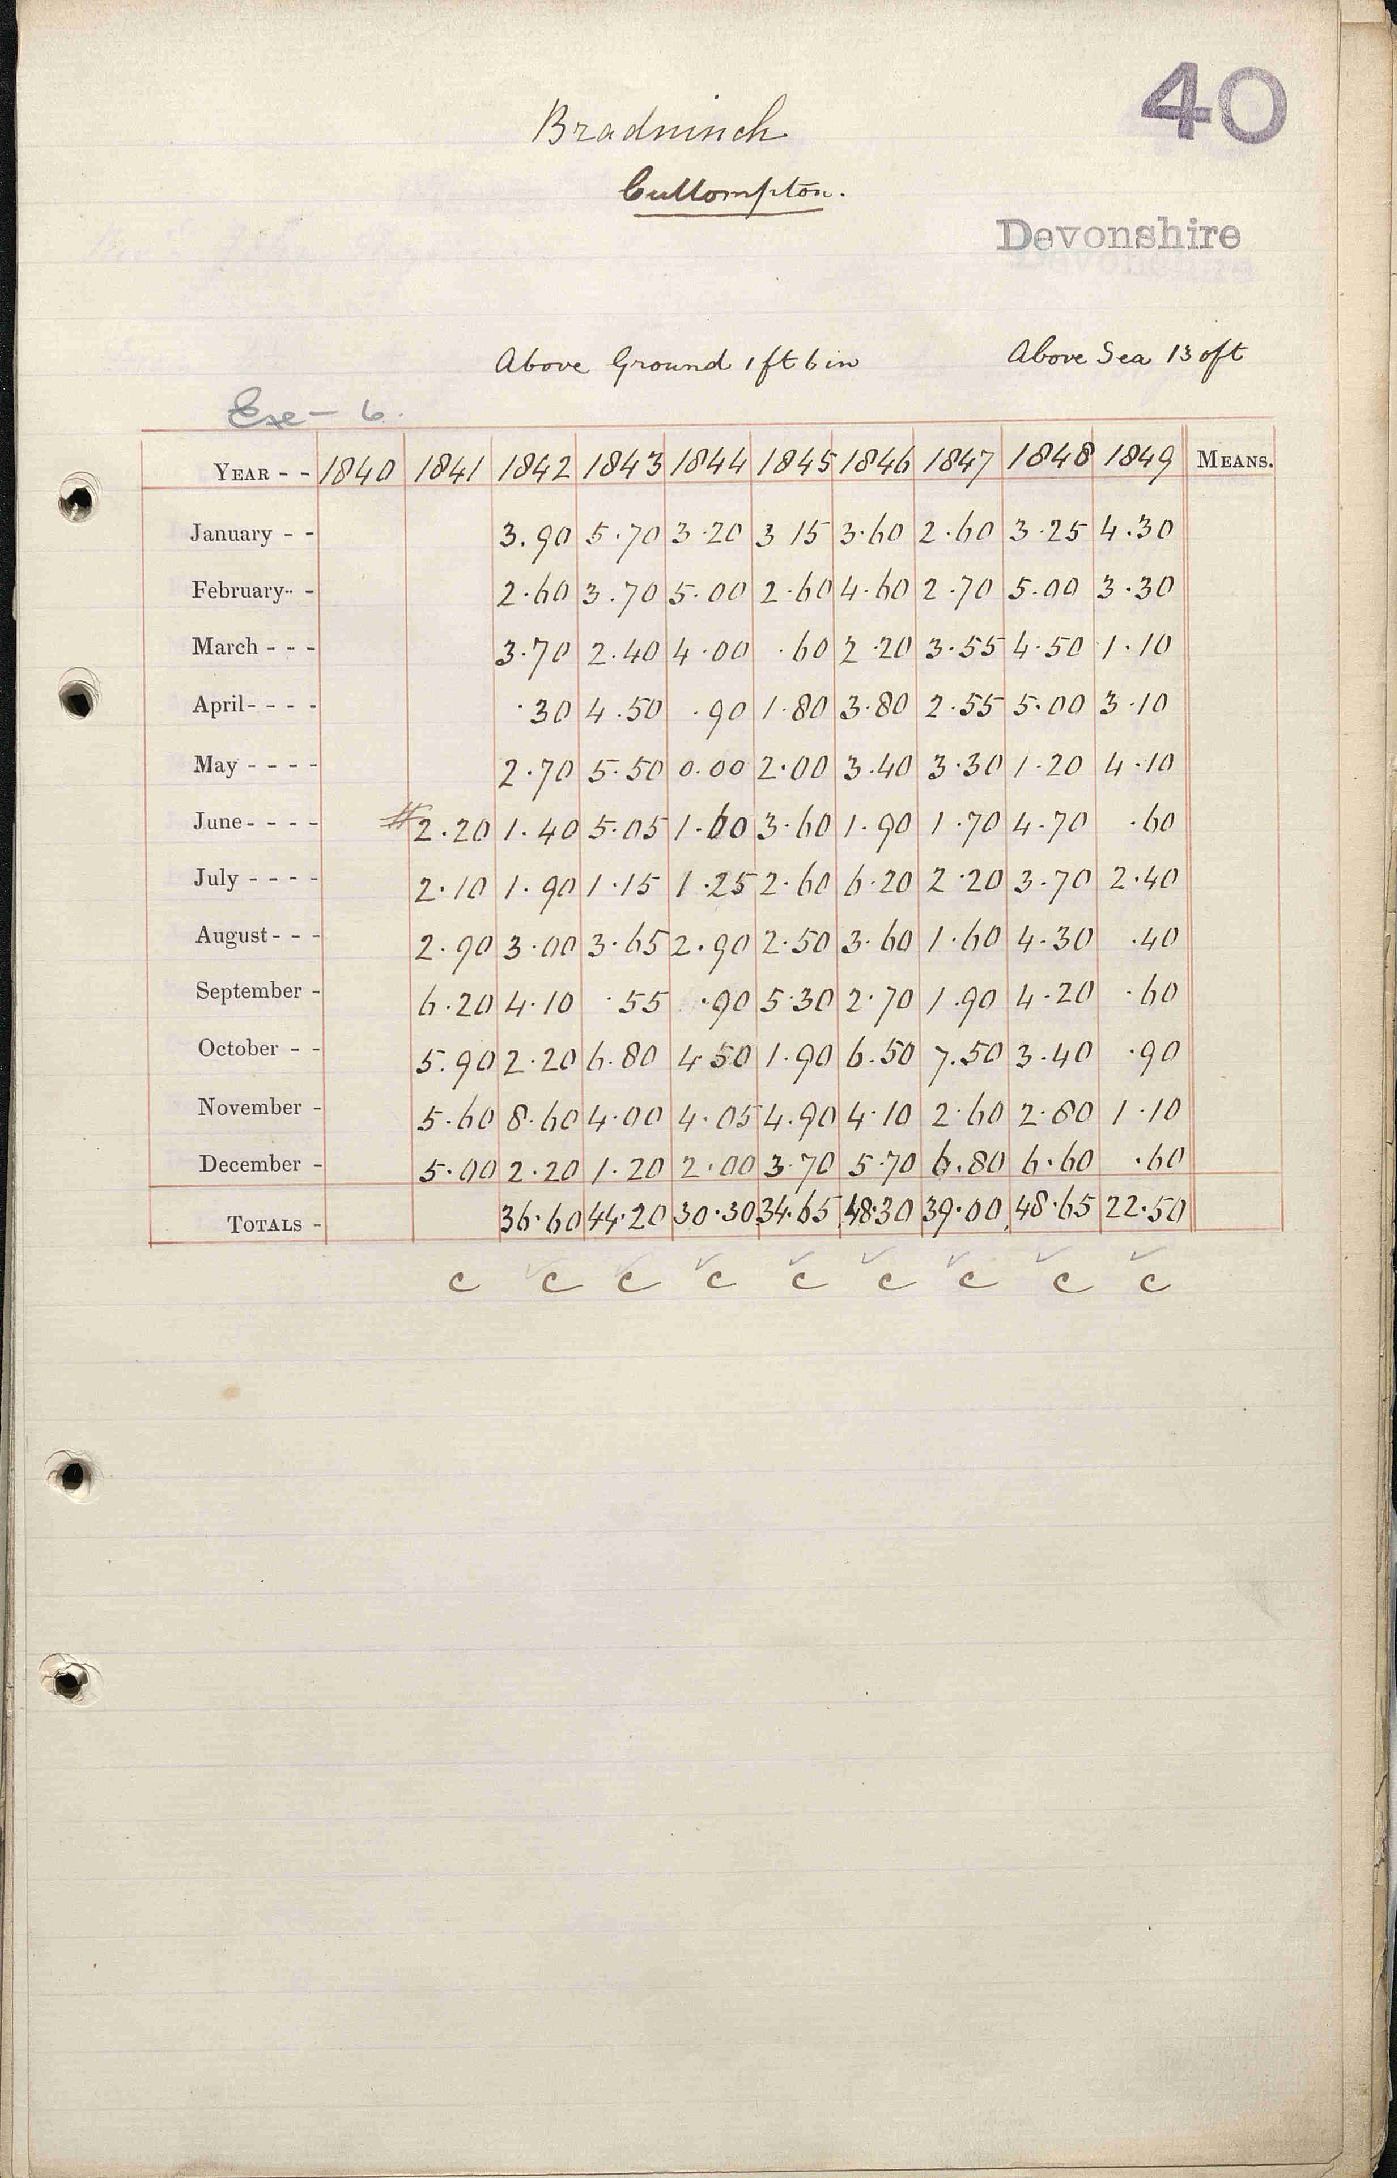 40
Bradninch
Cullompton.
Devonshire
Above Ground 1ft 6in Above Sea 130ft
Exe - 6.
YEAR - - 1840 1841 1842 1843 1844 1845 1846 1847 1848 1849 MEANS.
January - - 3.90 5.70 3.20 3 15 3.60 2.60 3.25 4.30
February - - 2.60 3.70 5.00 2.60 4.60 2.70 5.00 3.30
March - - - 3.70 2.40 4.00 .60 2.20 3.55 4.50 1.10
April - - - - .30 4.50 .90 1.80 3.80 2.55 5.00 3.10
May - - - - 2.70 5.50 0.00 2.00 3.40 3.30 1.20 4.10
June - - - - #2.20 1.40 5.05 1.60 3.60 1.90 1.70 4.70 .60
July - - - - 2.10 1.90 1.15 1.25 2.60 6.20 2.20 3.70 2.40
August - - - 2.90 3.00 3.65 2.90 2.50 3.60 1.60 4.30 .40
September - 6.20 4.10 .55 .90 5.30 2.70 1.90 4.20 .60
October - - 5.90 2.20 6.80 4.50 1.90 6.50 7.50 3.40 .90
November - 5.60 8.60 4.00 4.05 4.90 4.10 2.60 2.80 1.10
December - 5.00 2.20 1.20 2.00 3.70 5.70 6.80 6.60 .60
TOTALS - 36.60 44.20 30.30 34.65 48.30 39.00 48.65 22.50
c c c c c c c c c